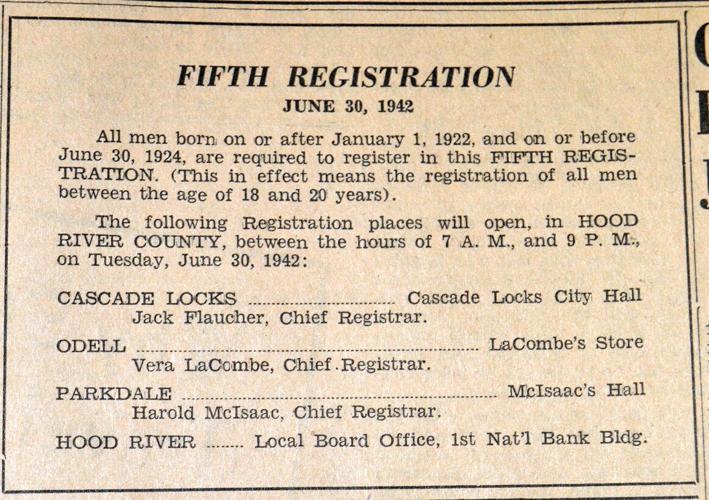 FIFTH REGISTRATION
JUNE 30, 1942
All men born on or after January 1, 1922, and on or before
June 30, 1924, are required to register in this FIFTH REGIS-
TRATION. (This in effect means the registration of all men
between the age of 18 and 20 years).
The following Registration places will open, in HOOD
RIVER COUNTY, between the hours of 7 A. M., and 9 P. M.,
on Tuesday, June 30, 1942:
CASCADE LOCKS ............................ Cascade Locks City Hall
Jack Flaucher, Chief Registrar.
ODELL ................................................................ LaCombe's Store
Vera LaCombe, Chief Registrar.
PARKDALE ............................................................ McIsaac's Hall
Harold McIsaac, Chief Registrar.
HOOD RIVER ....... Local Board Office, 1st Nat'l Bank Bldg.